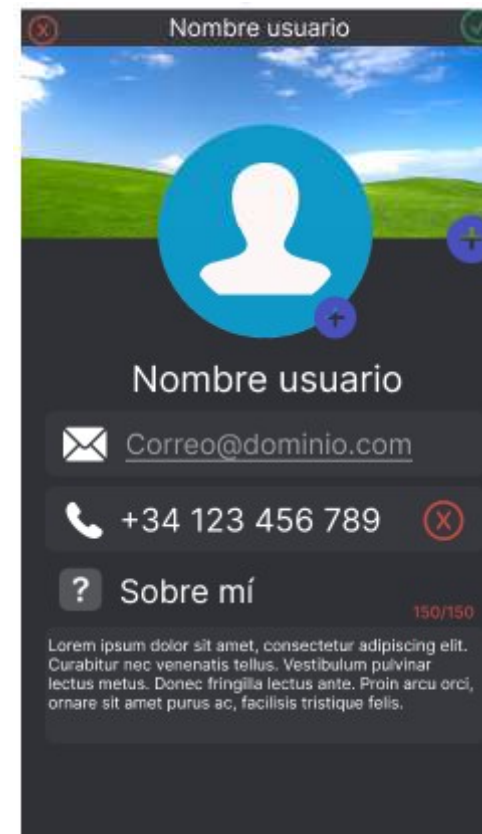 Nombre usuario
Nombre usuario
Correo@dominio.com
+34 123 456 789
?
Sobre mí
150/150
Lorem ipsum dolor sit amet, consectetur adipiscing elit.
Curabitur nec venenatis tellus. Vestibulum pulvinar
lectus metus. Donec fringilla lectus ante. Proin arcu orci,
ornare sit amet purus ac, facilisis tristique felis.